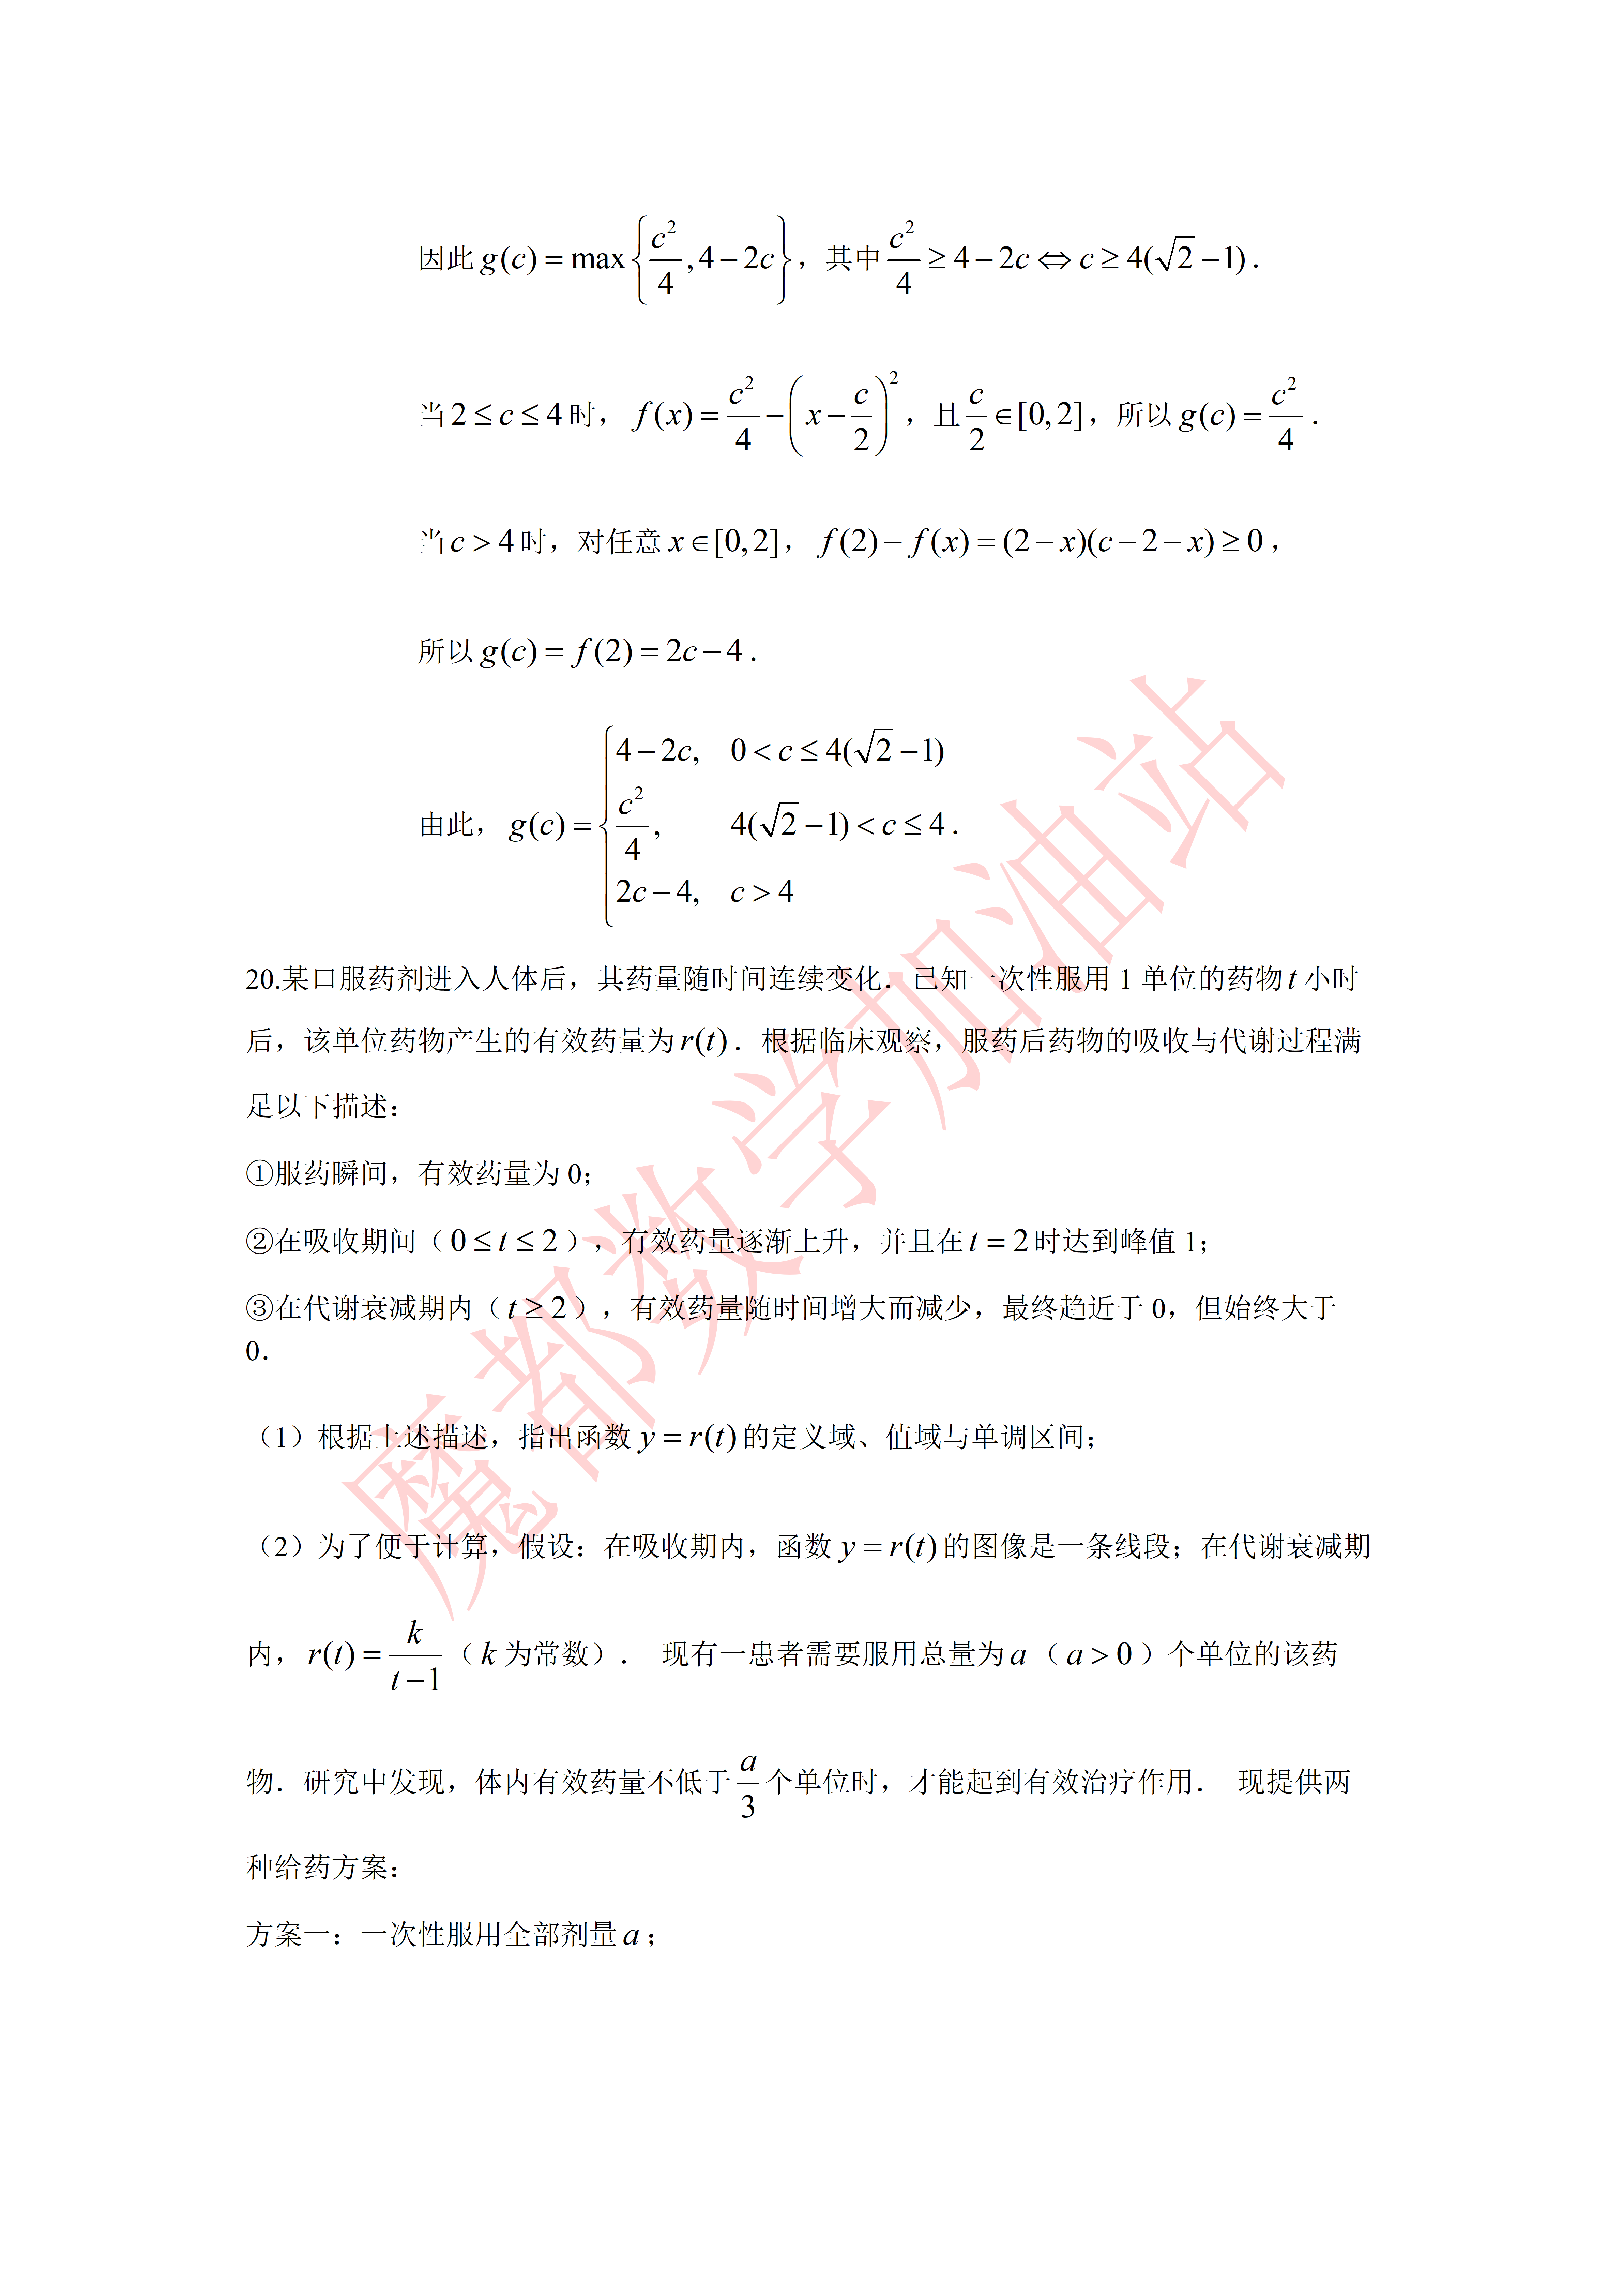 因此 g(c) = max{c²/4, 4 − 2c}，其中 c²/4 ≥ 4 − 2c ⇔ c ≥ 4(√2 − 1)．
当 2 ≤ c ≤ 4 时， f(x) = c²/4 − (x − c/2)²，且 c/2 ∈ [0, 2]，所以 g(c) = c²/4．
当 c > 4 时，对任意 x ∈ [0, 2]， f(2) − f(x) = (2 − x)(c − 2 − x) ≥ 0，
所以 g(c) = f(2) = 2c − 4．
由此， g(c) = { 4 − 2c, 0 < c ≤ 4(√2 − 1)
c²/4, 4(√2 − 1) < c ≤ 4．
2c − 4, c > 4
20.某口服药剂进入人体后，其药量随时间连续变化．已知一次性服用 1 单位的药物 t 小时
后，该单位药物产生的有效药量为 r(t)．根据临床观察，服药后药物的吸收与代谢过程满
足以下描述：
①服药瞬间，有效药量为 0；
②在吸收期间（0 ≤ t ≤ 2），有效药量逐渐上升，并且在 t = 2 时达到峰值 1；
③在代谢衰减期内（t ≥ 2），有效药量随时间增大而减少，最终趋近于 0，但始终大于
0．
（1）根据上述描述，指出函数 y = r(t) 的定义域、值域与单调区间；
（2）为了便于计算，假设：在吸收期内，函数 y = r(t) 的图像是一条线段；在代谢衰减期
内，r(t) = k/(t − 1)（k 为常数）． 现有一患者需要服用总量为 a（a > 0）个单位的该药
物．研究中发现，体内有效药量不低于 a/3 个单位时，才能起到有效治疗作用． 现提供两
种给药方案：
方案一：一次性服用全部剂量 a；
魔都数学加油站